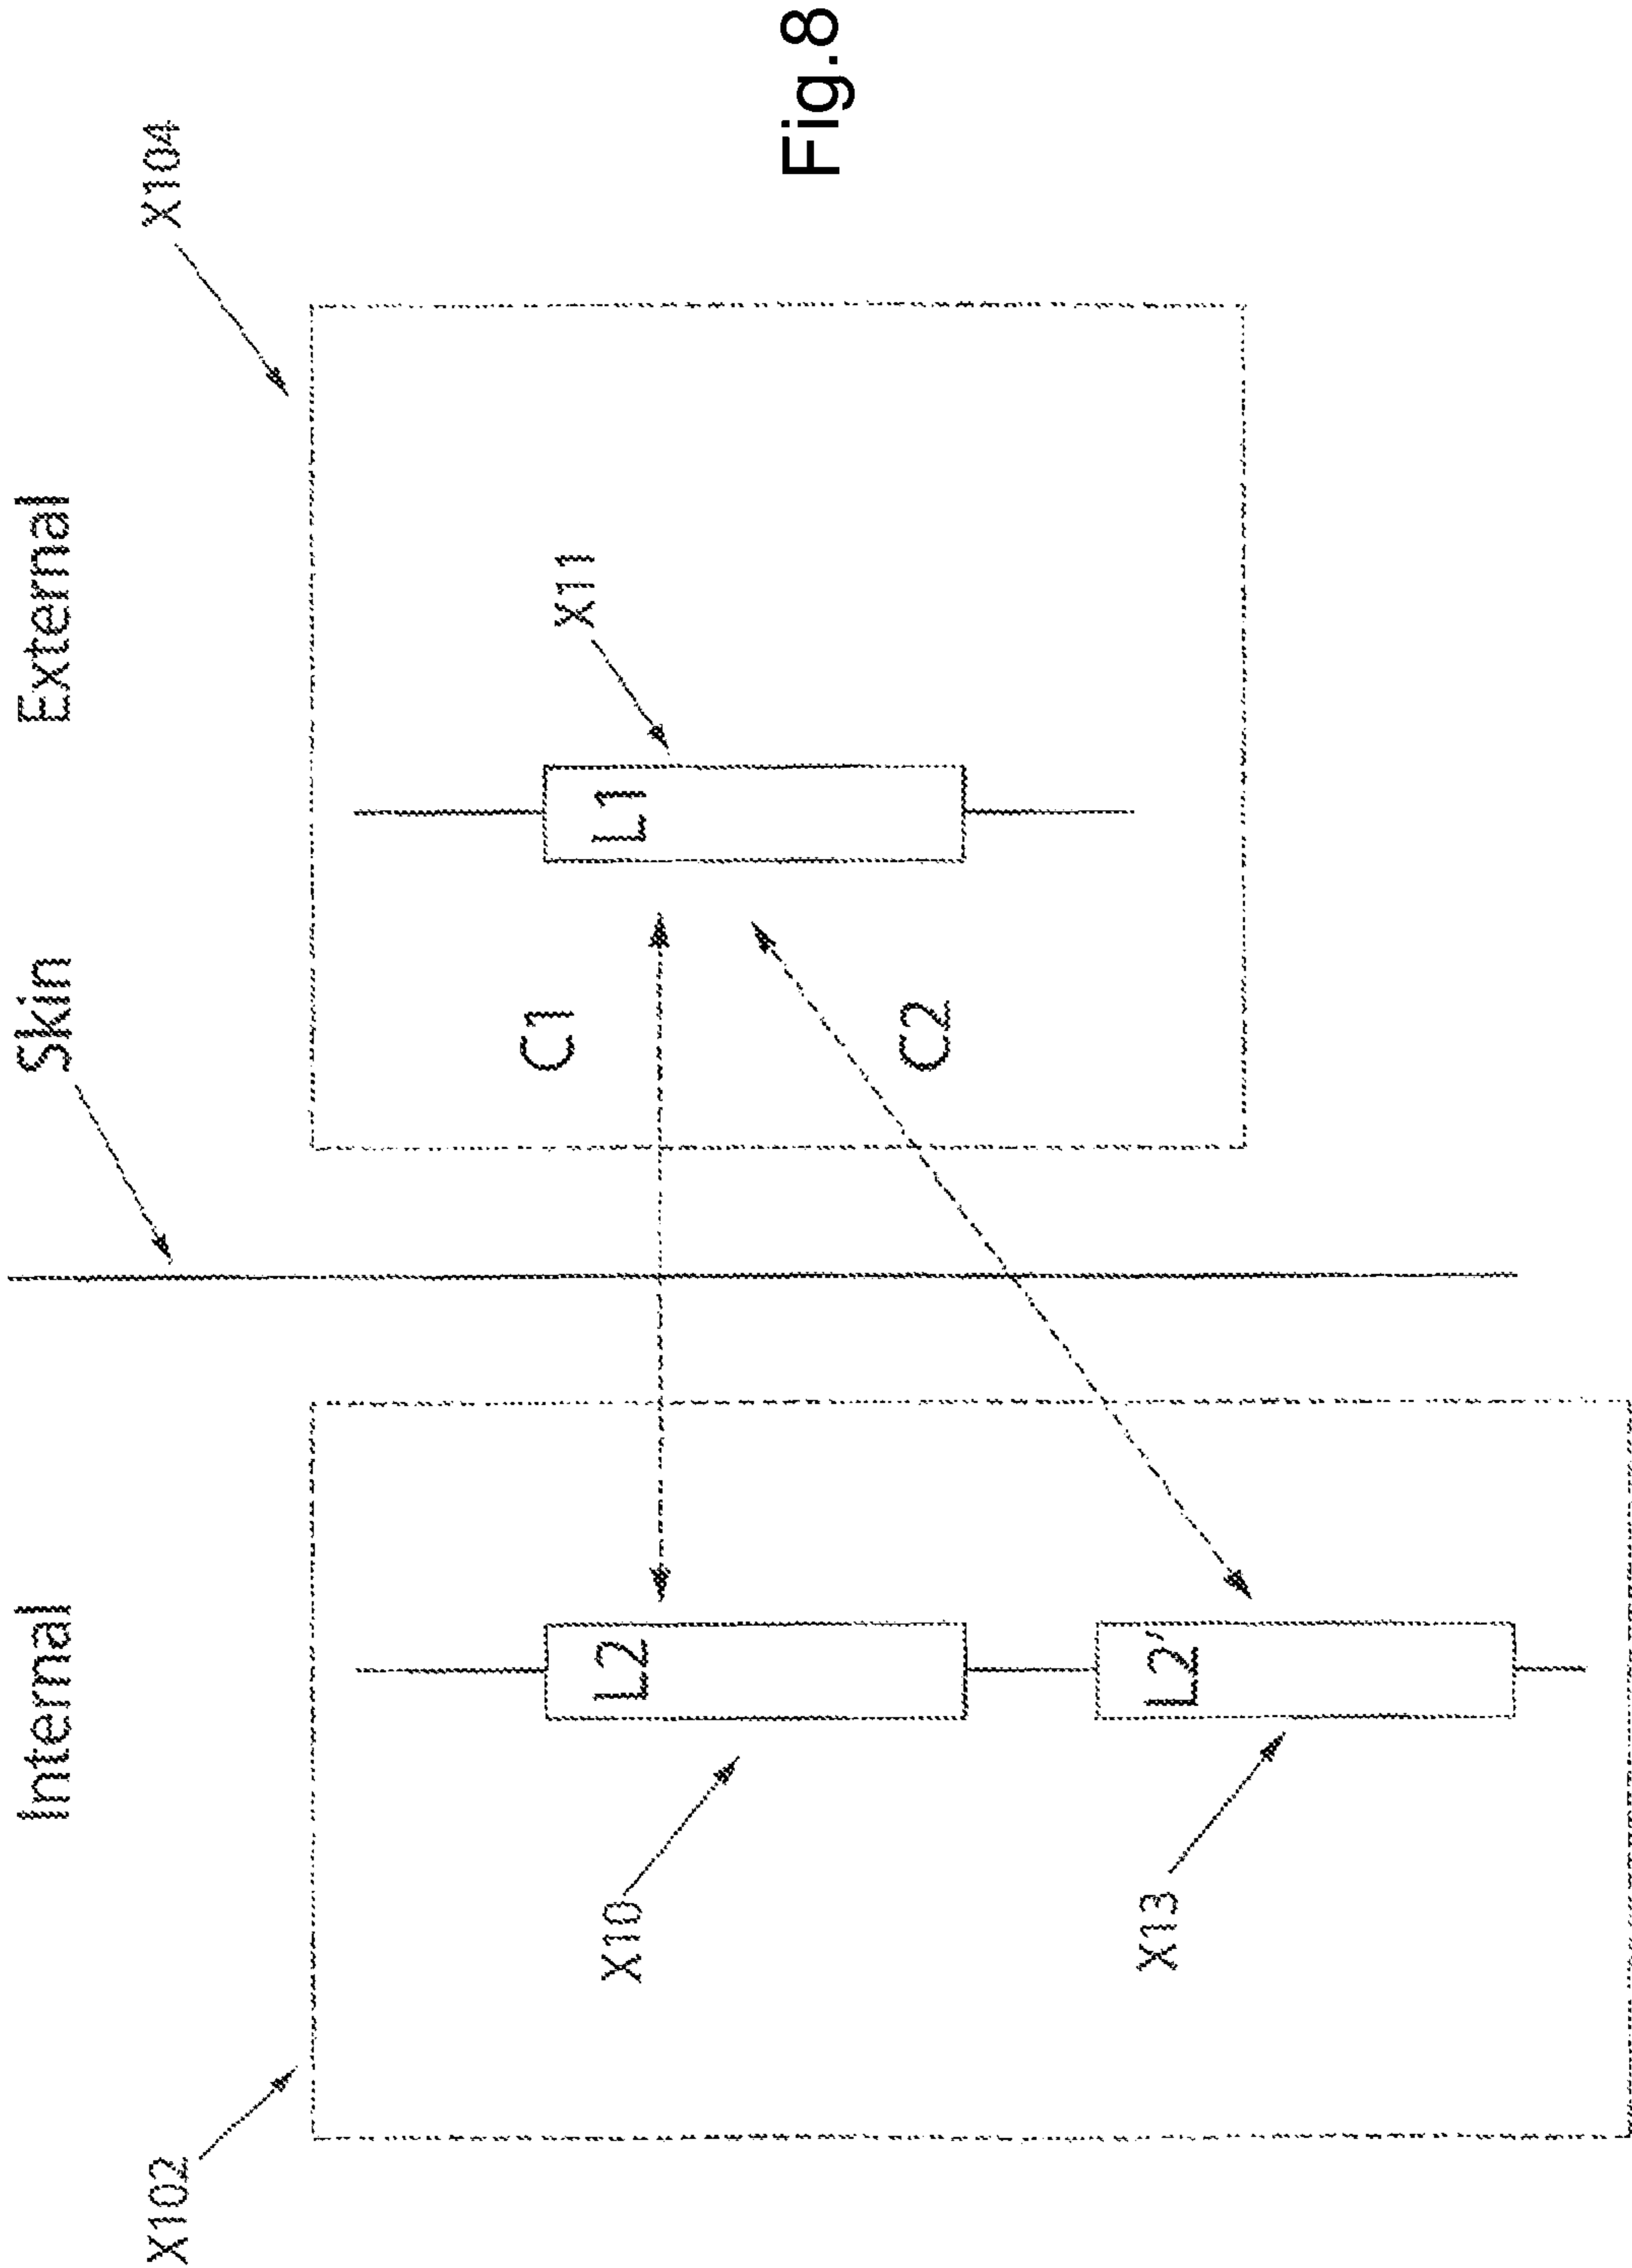 Internal
Skin
External
X102
X104
L2
C1
L1
X10
X11
C2
L2'
X13
Fig.8